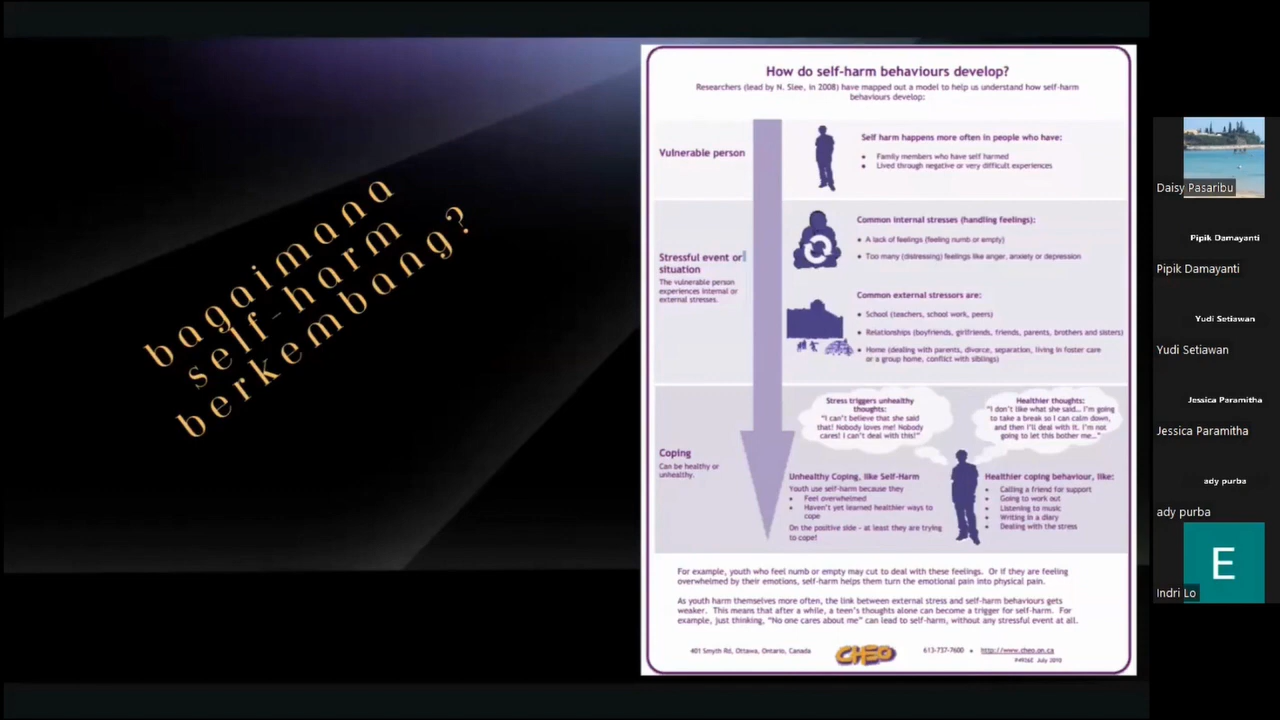 bagaimana
self-harm
berkembang?
How do self-harm behaviours develop?
Researchers (lead by N. Slee, in 2008) have mapped out a model to help us understand how self-harm
behaviours develop:
Vulnerable person
Self harm happens more often in people who have:
• Family members who have self harmed
• Lived through negative or very difficult experiences
Stressful event or
situation
The vulnerable person
experiences internal or
external stresses.
Common internal stresses (handling feelings):
• A lack of feelings (feeling numb or empty)
• Too many (distressing) feelings like anger, anxiety or depression
Common external stressors are:
• School (teachers, school work, peers)
• Relationships (boyfriends, girlfriends, friends, parents, brothers and sisters)
• Home (dealing with parents, divorce, separation, living in foster care
or a group home, conflict with siblings)
Coping
Can be healthy or
unhealthy.
Stress triggers unhealthy
thoughts:
"I can't believe that she said
that! Nobody loves me! Nobody
cares! I can't deal with this!"
Healthier thoughts:
"I don't like what she said... I'm going
to take a break so I can calm down,
and then I'll deal with it. I'm not
going to let this bother me..."
Unhealthy Coping, like Self-Harm
Youth use self-harm because they
• Feel overwhelmed
• Haven't yet learned healthier ways to
cope
On the positive side - at least they are trying
to cope!
Healthier coping behaviour, like:
• Calling a friend for support
• Going to work out
• Listening to music
• Writing in a diary
• Dealing with the stress
For example, youth who feel numb or empty may cut to deal with these feelings. Or if they are feeling
overwhelmed by their emotions, self-harm helps them turn the emotional pain into physical pain.
As youth harm themselves more often, the link between external stress and self-harm behaviours gets
weaker. This means that after a while, a teen's thoughts alone can become a trigger for self-harm. For
example, just thinking, "No one cares about me" can lead to self-harm, without any stressful event at all.
401 Smyth Rd, Ottawa, Ontario, Canada
CHEO
613-737-7600 • http://www.cheo.on.ca
P4936E July 2010
Daisy Pasaribu
Pipik Damayanti
Pipik Damayanti
Yudi Setiawan
Yudi Setiawan
Jessica Paramitha
Jessica Paramitha
ady purba
ady purba
E
Indri Lo